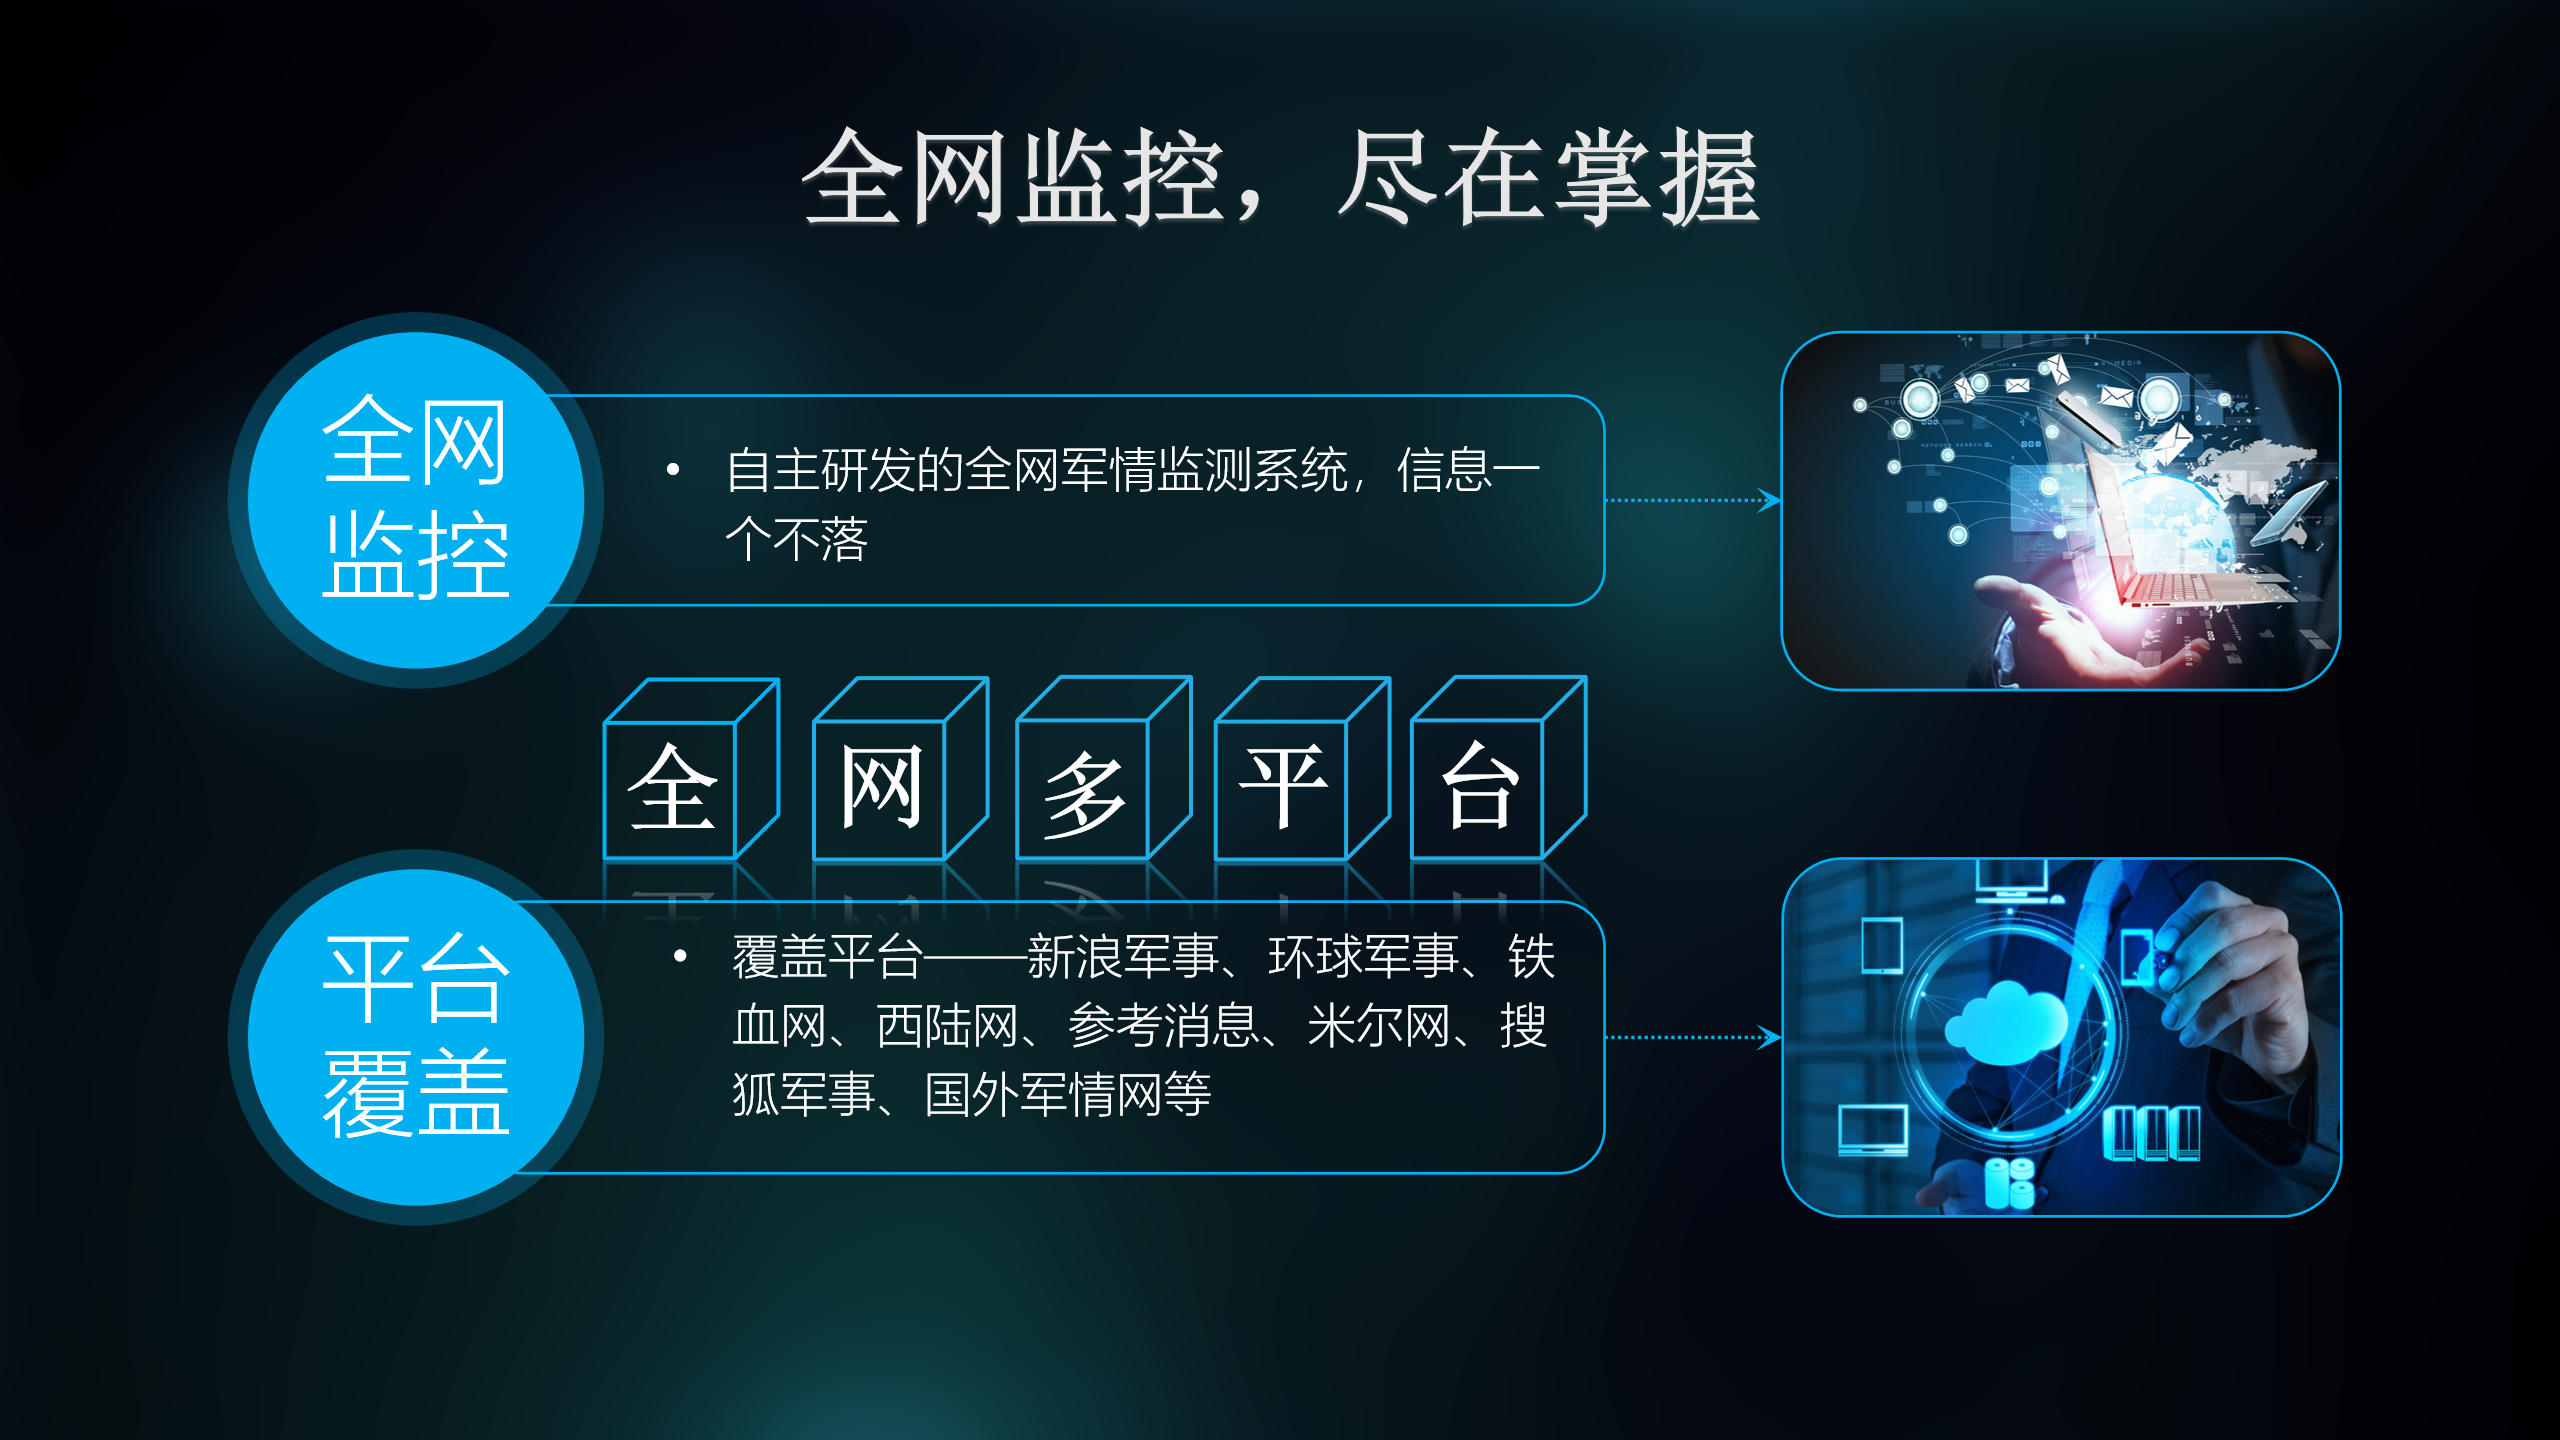 全网监控，尽在掌握
全网
监控
• 自主研发的全网军情监测系统，信息一
个不落
全 网 多 平 台
平台
覆盖
• 覆盖平台——新浪军事、环球军事、铁
血网、西陆网、参考消息、米尔网、搜
狐军事、国外军情网等